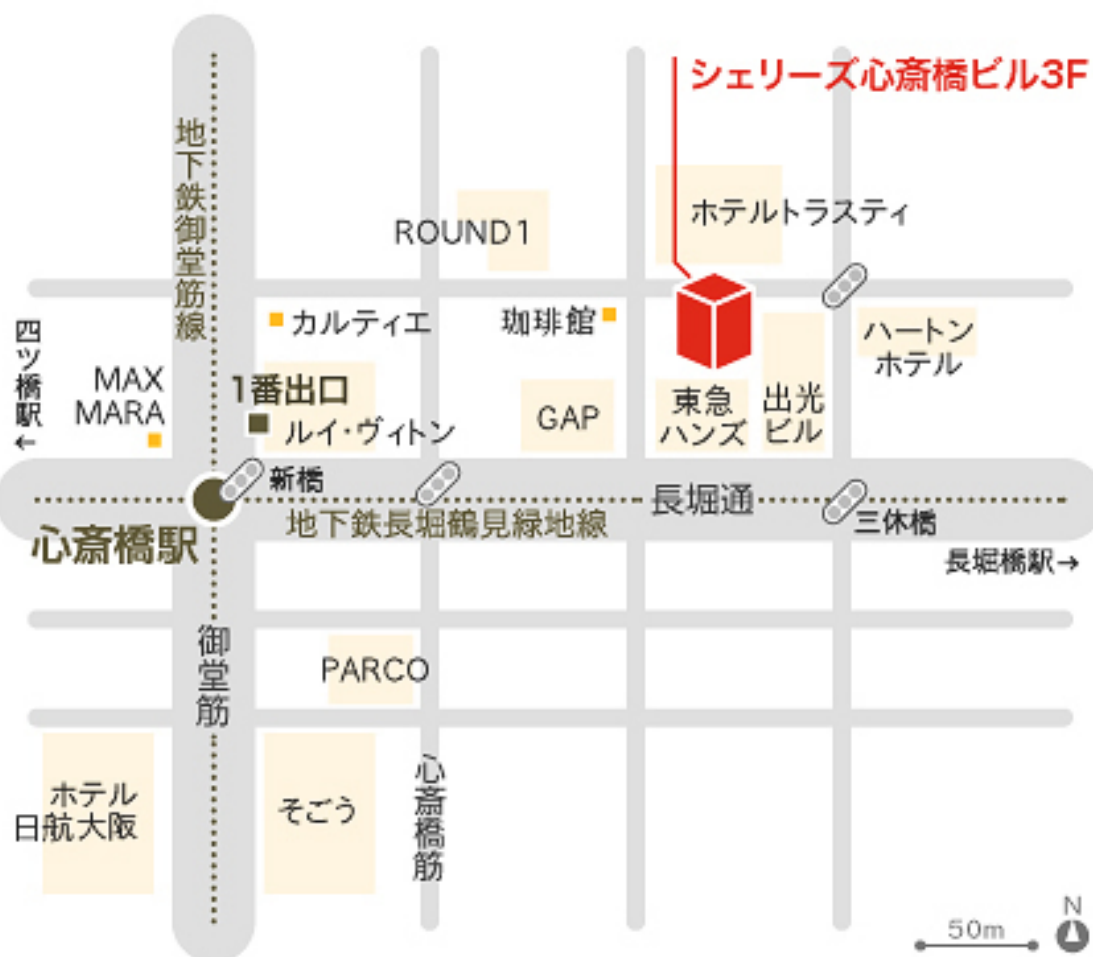 シェリーズ心斎橋ビル3F
地下鉄御堂筋線
ROUND1
ホテルトラスティ
四ツ橋駅←
カルティエ
珈琲館
ハートン
ホテル
MAX
MARA
1番出口
ルイ・ヴィトン
GAP
東急
ハンズ
出光
ビル
新橋
長堀通
地下鉄長堀鶴見緑地線
三休橋
心斎橋駅
長堀橋駅→
御堂筋
PARCO
ホテル
日航大阪
そごう
心斎橋筋
50m
N